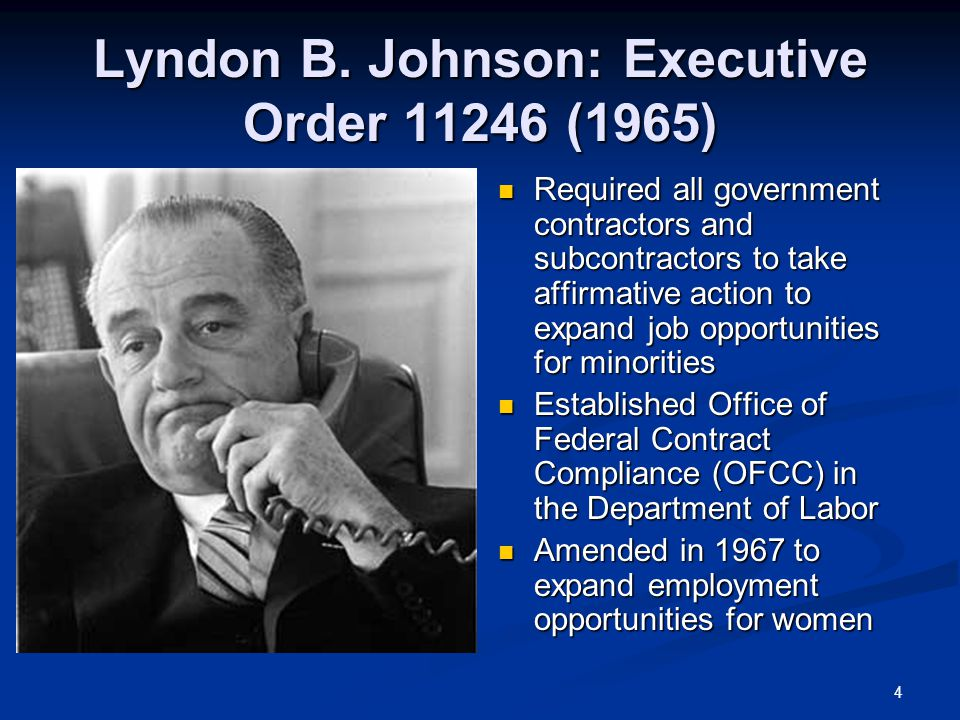 Lyndon B. Johnson: Executive
Order 11246 (1965)
Required all government
contractors and
subcontractors to take
affirmative action to
expand job opportunities
for minorities
Established Office of
Federal Contract
Compliance (OFCC) in
the Department of Labor
Amended in 1967 to
expand employment
opportunities for women
4